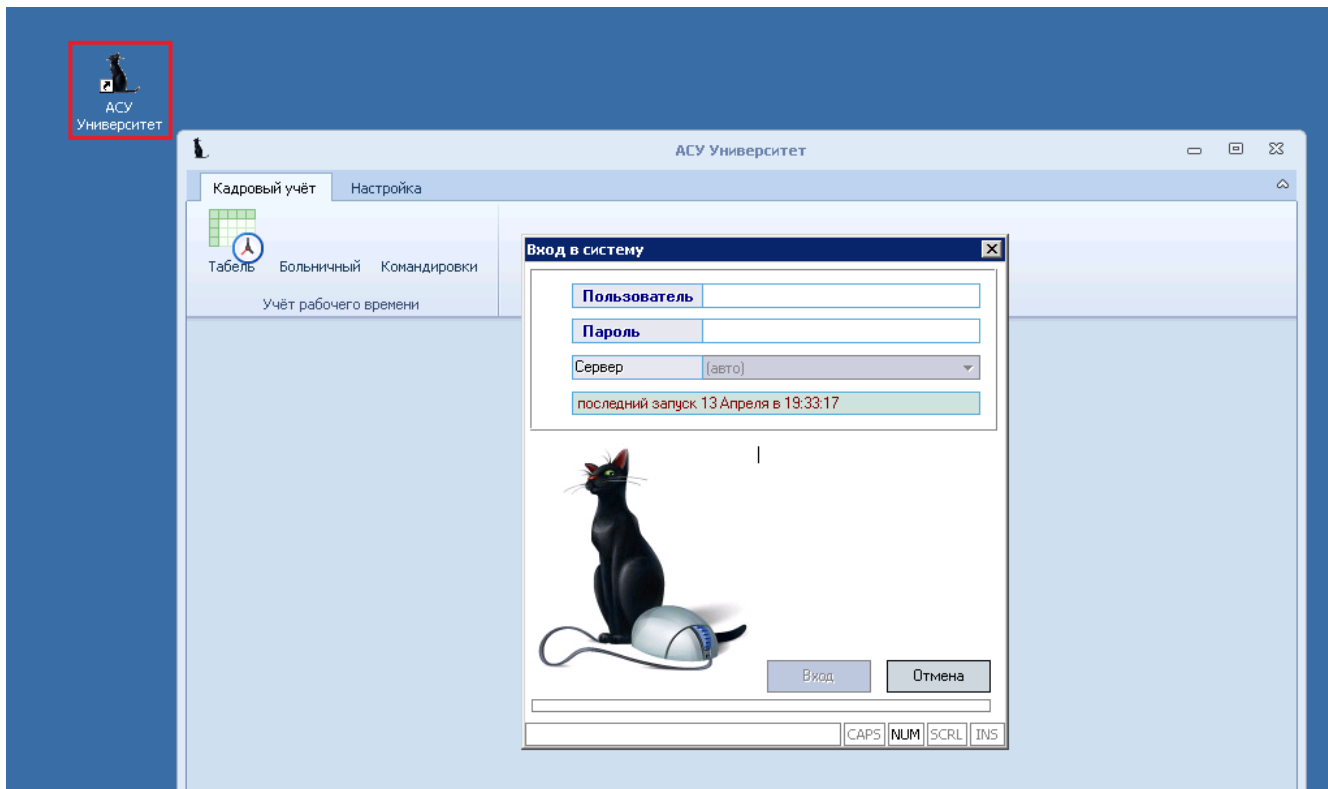 АСУ
Университет
АСУ Университет
Кадровый учёт Настройка
Табель Больничный Командировки
Учёт рабочего времени
Вход в систему
Пользователь
Пароль
Сервер (авто)
последний запуск 13 Апреля в 19:33:17
Вход Отмена
CAPS NUM SCRL INS